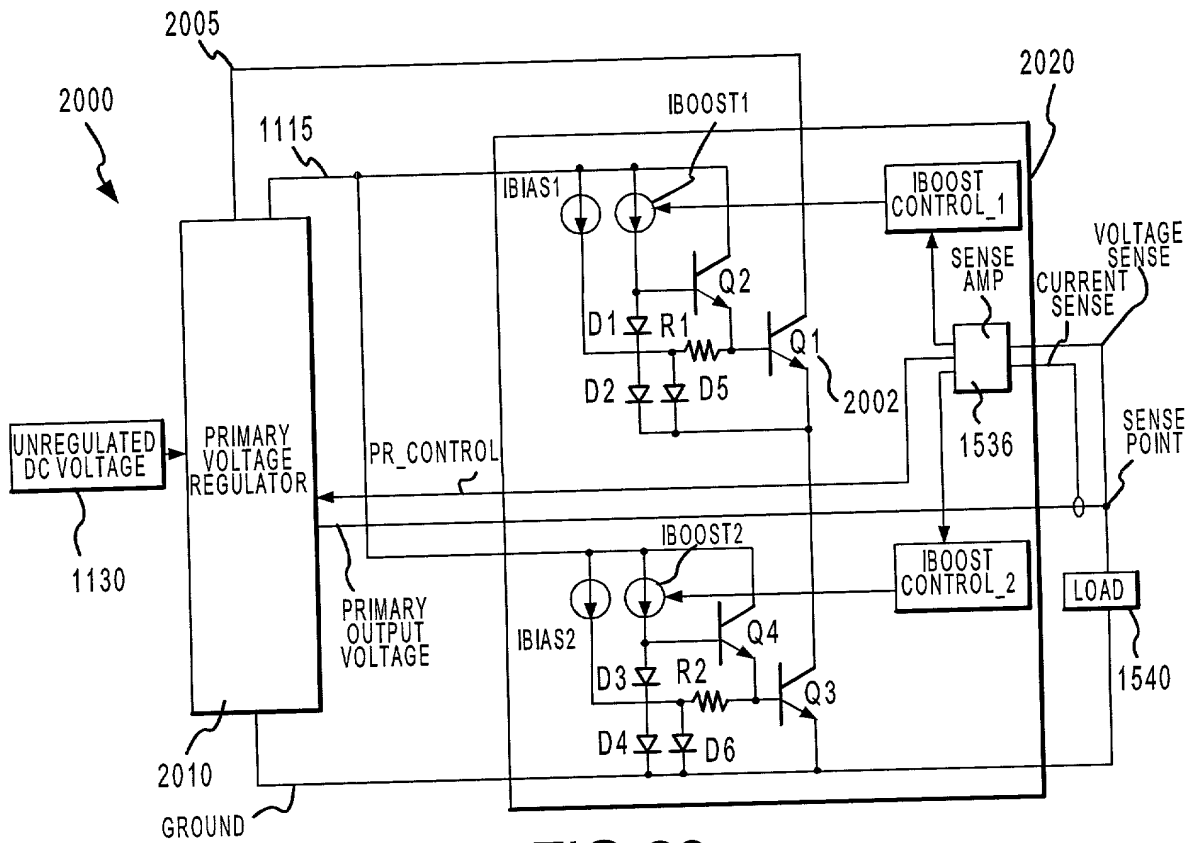 2005
2000
1115
IBOOST1
2020
IBIAS1
IBOOST
CONTROL_1
VOLTAGE
SENSE
SENSE
AMP
CURRENT
SENSE
Q2
D1
R1
Q1
D2
D5
2002
1536
SENSE
POINT
UNREGULATED
DC VOLTAGE
PRIMARY
VOLTAGE
REGULATOR
PR_CONTROL
1130
PRIMARY
OUTPUT
VOLTAGE
IBOOST2
IBOOST
CONTROL_2
LOAD
IBIAS2
Q4
D3
R2
Q3
1540
D4
D6
2010
GROUND